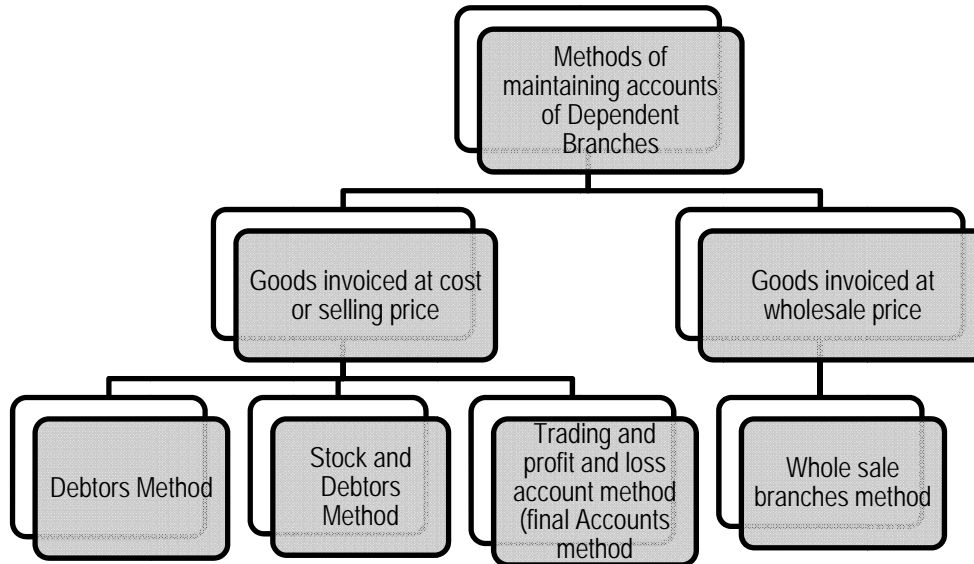 Methods of
maintaining accounts
of Dependent
Branches
Goods invoiced at cost
or selling price
Goods invoiced at
wholesale price
Debtors Method
Stock and
Debtors
Method
Trading and
profit and loss
account method
(final Accounts
method
Whole sale
branches method